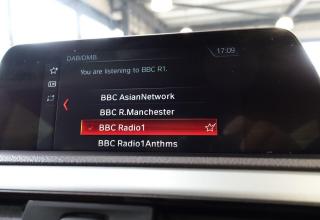 DAB/DMB
17:09
You are listening to BBC R1.
BBC AsianNetwork
BBC R.Manchester
BBC Radio1
BBC Radio1Anthms